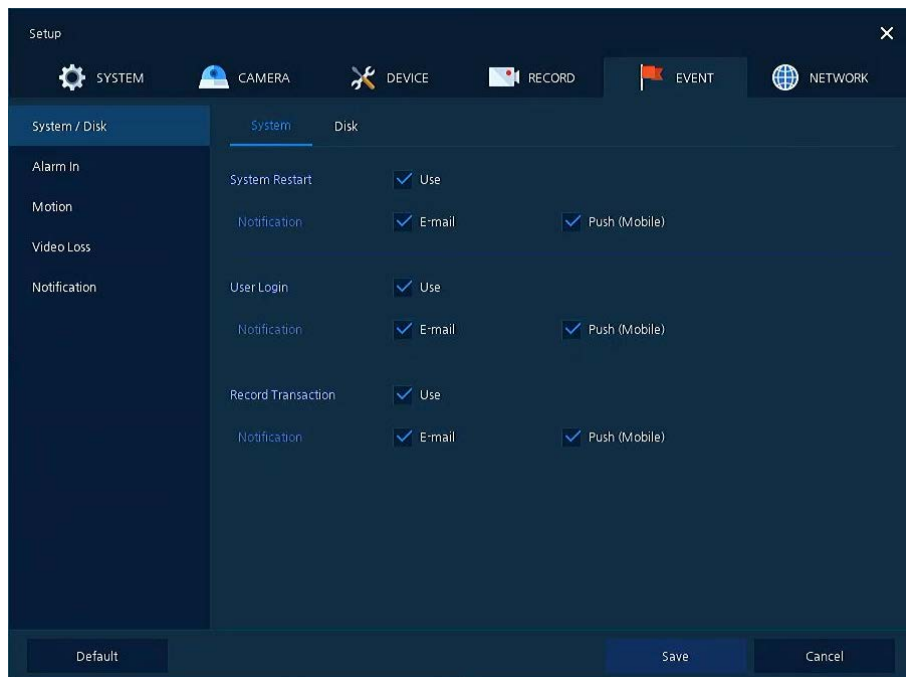 Setup
SYSTEM CAMERA DEVICE RECORD EVENT NETWORK
System / Disk
Alarm In
Motion
Video Loss
Notification
System Disk
System Restart Use
Notification E-mail Push (Mobile)
User Login Use
Notification E-mail Push (Mobile)
Record Transaction Use
Notification E-mail Push (Mobile)
Default Save Cancel